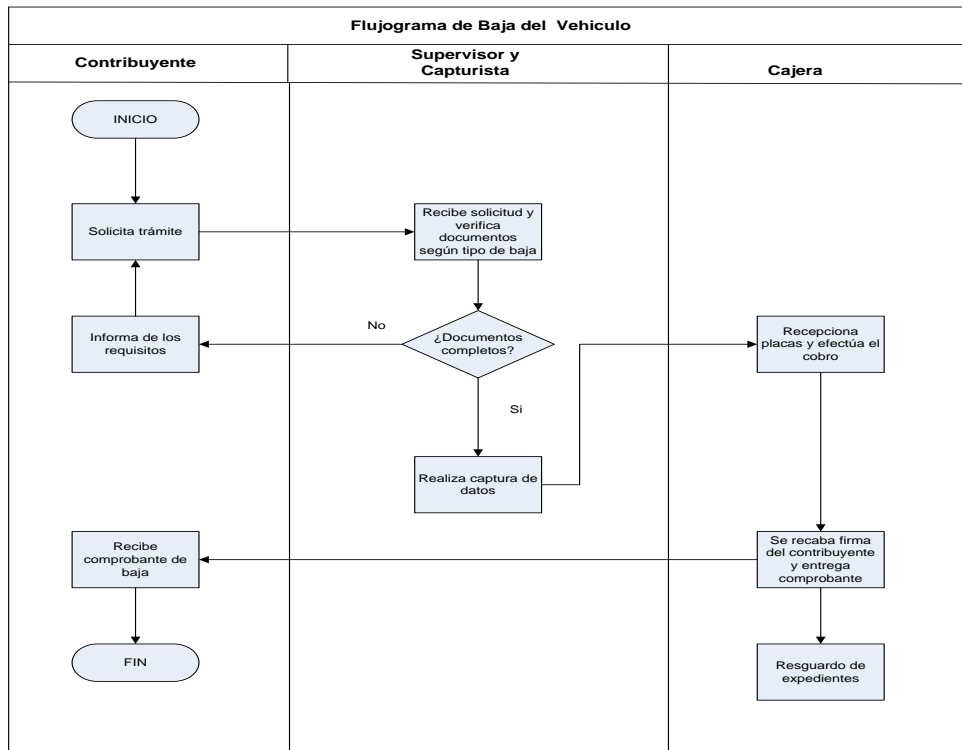 Flujograma de Baja del Vehiculo
Contribuyente
Supervisor y
Capturista
Cajera
INICIO
Solicita trámite
Recibe solicitud y
verifica
documentos
según tipo de baja
Informa de los
requisitos
No
¿Documentos
completos?
Recepciona
placas y efectúa el
cobro
Si
Realiza captura de
datos
Recibe
comprobante de
baja
Se recaba firma
del contribuyente
y entrega
comprobante
FIN
Resguardo de
expedientes